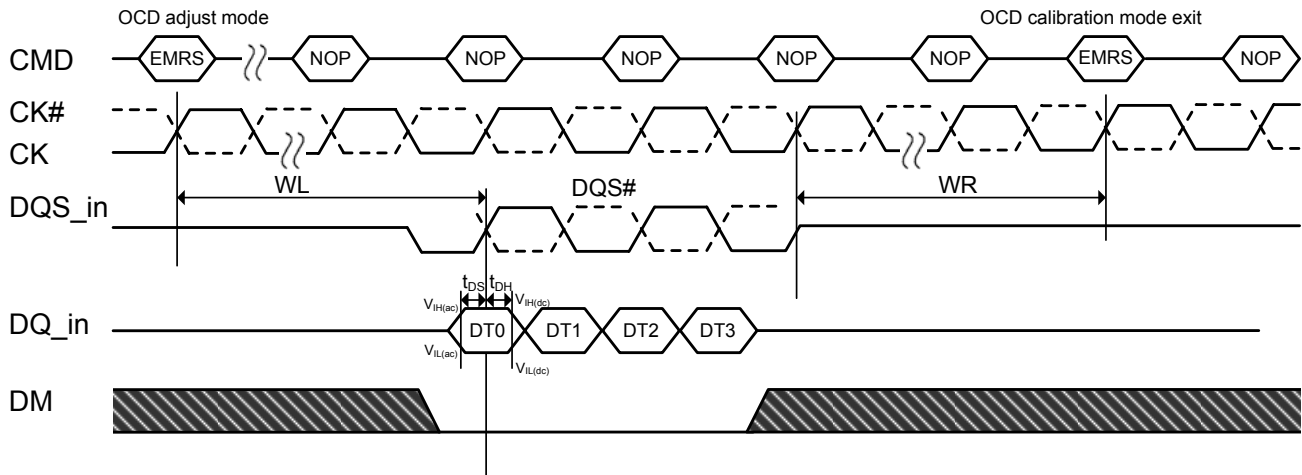 OCD adjust mode OCD calibration mode exit
CMD EMRS NOP NOP NOP NOP NOP EMRS NOP
CK#
CK
WL DQS# WR
DQS_in
tDS tDH
VIH(ac) VIH(dc)
DQ_in DT0 DT1 DT2 DT3
VIL(ac) VIL(dc)
DM